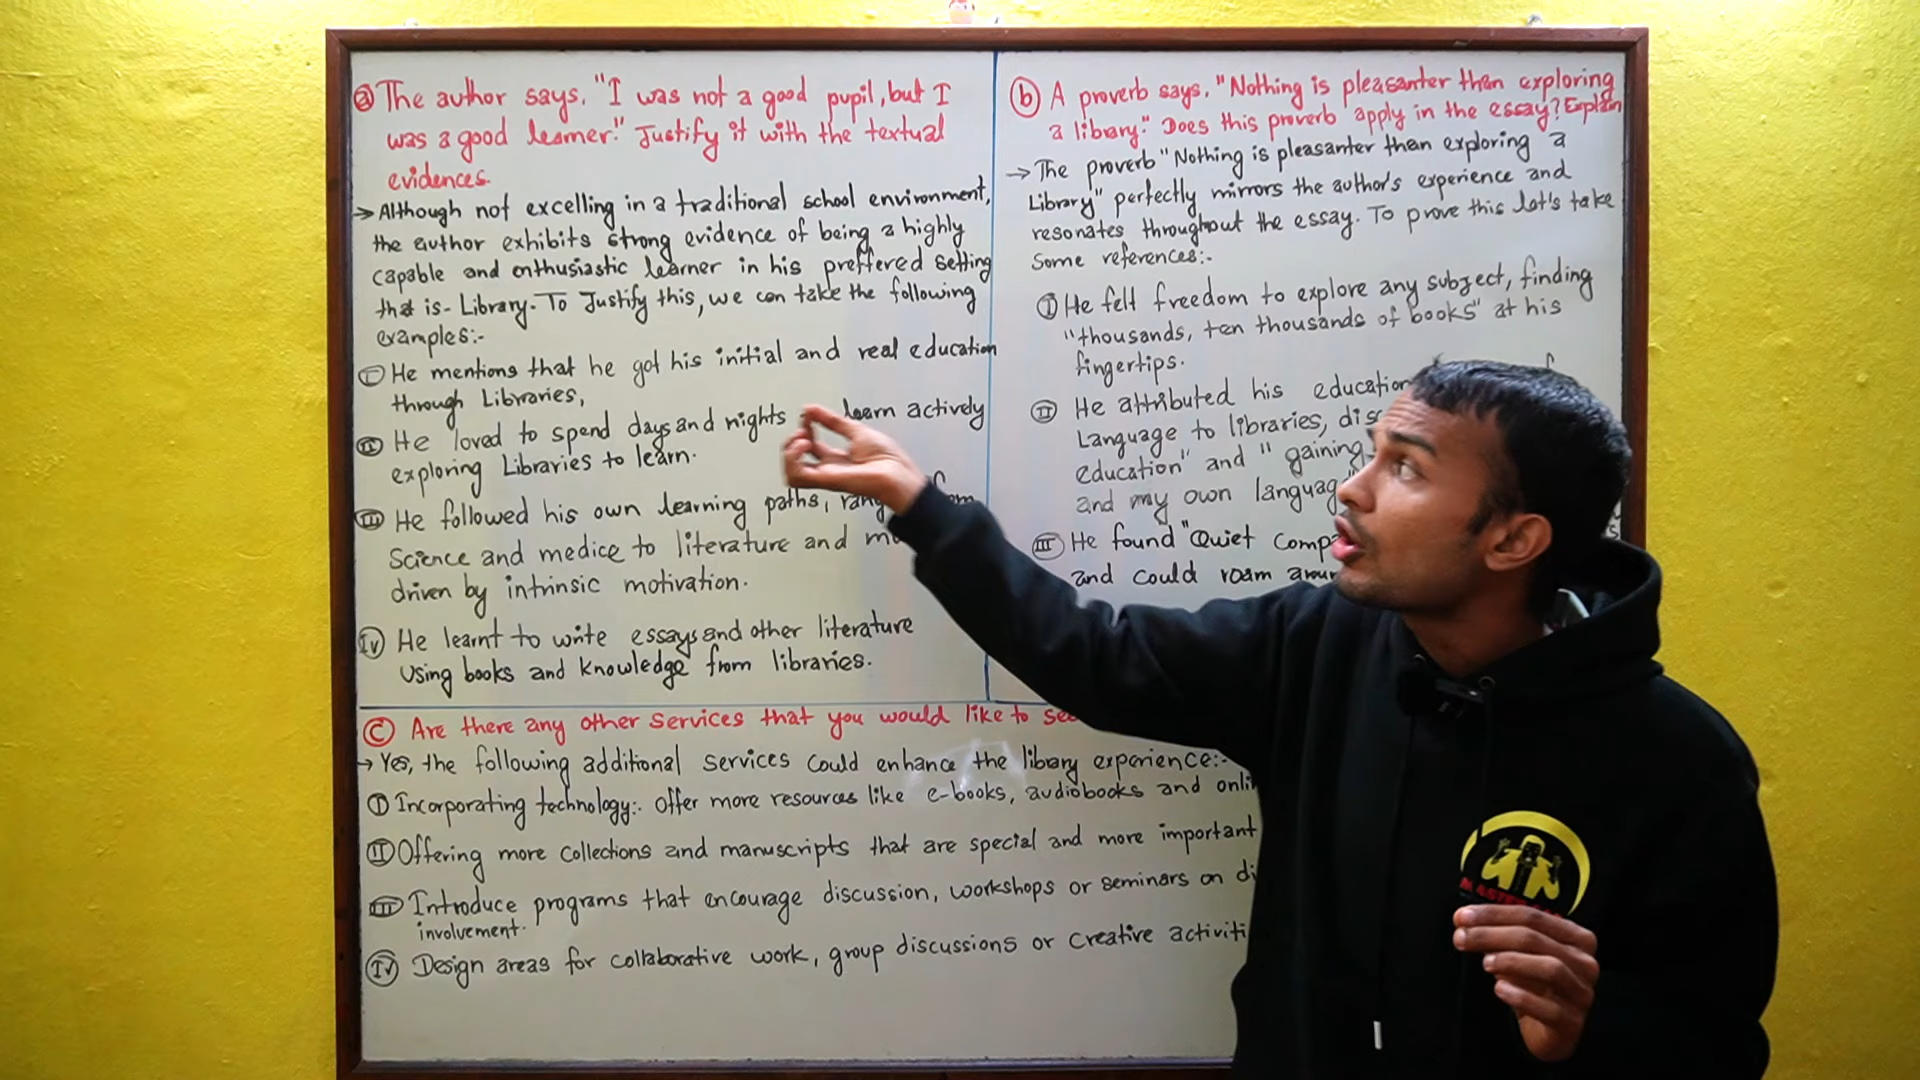 ⓐ The author says, "I was not a good pupil, but I
was a good learner." Justify it with the textual
evidences.
→ Although not excelling in a traditional school environment,
the author exhibits strong evidence of being a highly
capable and enthusiastic learner in his preffered setting
that is- Library. To Justify this, we can take the following
examples:-
Ⓘ He mentions that he got his initial and real education
through Libraries,
Ⅱ He loved to spend days and nights learn actively
exploring Libraries to learn.
Ⅲ He followed his own learning paths,
Science and medice to literature and
driven by intrinsic motivation.
Ⅳ He learnt to write essays and other literature
Using books and knowledge from libraries.
ⓑ A proverb says, "Nothing is pleasanter than exploring
a library." Does this proverb apply in the essay? Explain
→ The proverb "Nothing is pleasanter than exploring a
Library" perfectly mirrors the author's experience and
resonates throughout the essay. To prove this let's take
Some references:-
Ⓘ He felt freedom to explore any subject, finding
"thousands, ten thousands of books" at his
fingertips.
Ⅱ He attributed his education
Language to libraries,
education" and "gaining
and my own language
Ⅲ He found "Quiet
and could roam
ⓒ Are there any other services that you would like to
→ Yes, the following additional services could enhance the library experience:-
Ⓘ Incorporating technology:. Offer more resources like e-books, audiobooks and
Ⅱ Offering more collections and manuscripts that are special and more important
Ⅲ Introduce programs that encourage discussion, workshops or seminars on
involvement.
Ⅳ Design areas for collaborative work, group discussions or creative